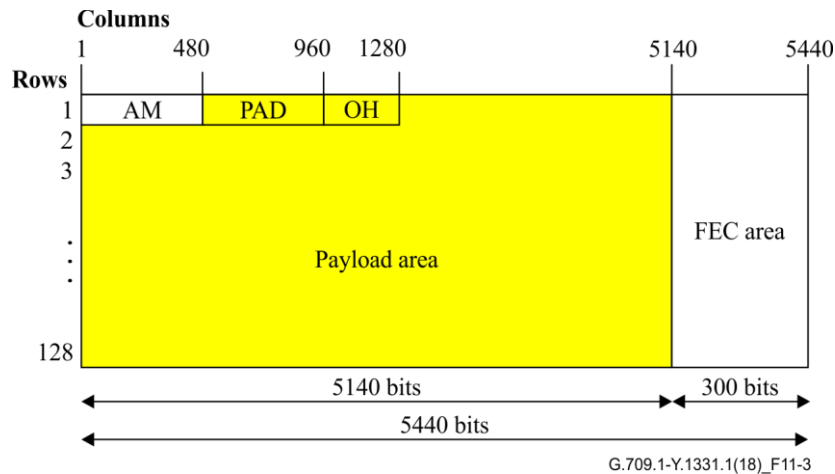 Columns
1 480 960 1280 5140 5440
Rows
1 AM PAD OH
2
3
.
.
.
Payload area
FEC area
128
5140 bits 300 bits
5440 bits
G.709.1-Y.1331.1(18)_F11-3